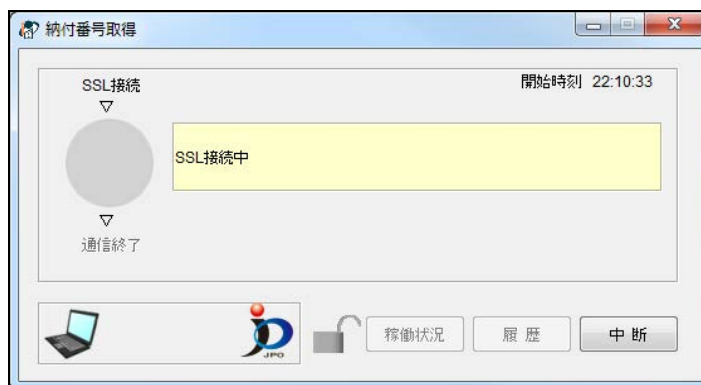 納付番号取得
SSL接続
開始時刻 22:10:33
▽
SSL接続中
▽
通信終了
JPO
稼働状況
履歴
中断